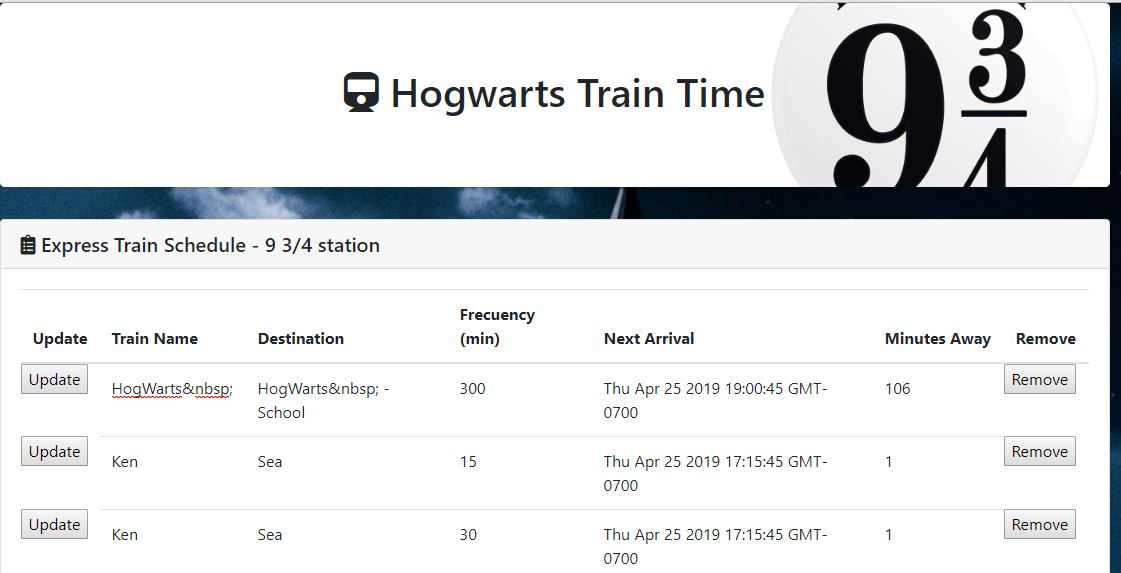 Hogwarts Train Time
9 3/4
Express Train Schedule - 9 3/4 station
Frecuency
Update Train Name Destination (min) Next Arrival Minutes Away Remove
Update HogWarts&nbsp; HogWarts&nbsp; - 300 Thu Apr 25 2019 19:00:45 GMT- 106 Remove
School 0700
Update Ken Sea 15 Thu Apr 25 2019 17:15:45 GMT- 1 Remove
0700
Update Ken Sea 30 Thu Apr 25 2019 17:15:45 GMT- 1 Remove
0700